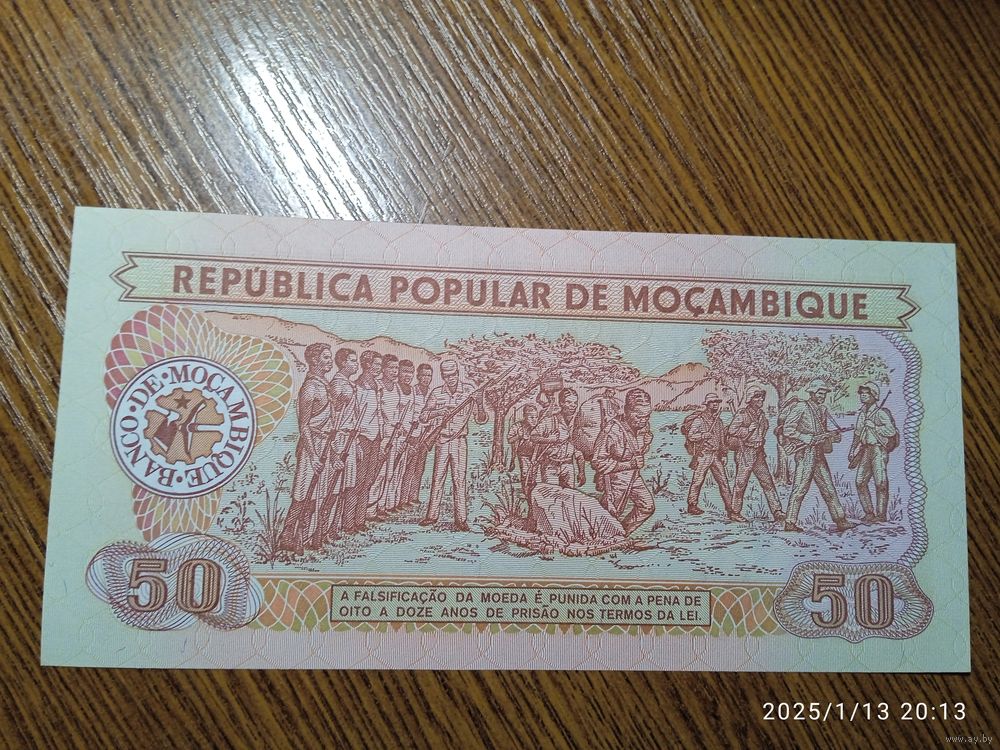 REPÚBLICA POPULAR DE MOÇAMBIQUE
BANCO·DE·MOÇAMBIQUE·
50
A FALSIFICAÇÃO DA MOEDA É PUNIDA COM A PENA DE
OITO A DOZE ANOS DE PRISÃO NOS TERMOS DA LEI.
50
2025/1/13 20:13
www.ay.by